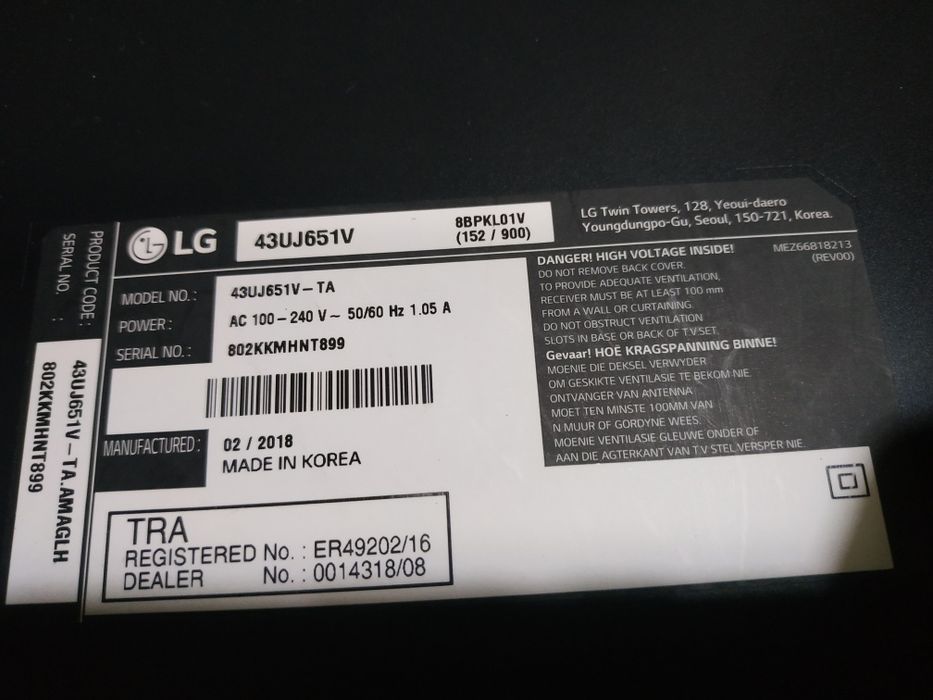 LG
43UJ651V
8BPKL01V
(152 / 900)
LG Twin Towers, 128, Yeoui-daero
Youngdungpo-Gu, Seoul, 150-721, Korea.
MODEL NO.: 43UJ651V-TA
POWER: AC 100-240 V~ 50/60 Hz 1.05 A
SERIAL NO.: 802KKMHNT899
MANUFACTURED: 02 / 2018
MADE IN KOREA
TRA
REGISTERED No. : ER49202/16
DEALER No. : 0014318/08
DANGER! HIGH VOLTAGE INSIDE!
MEZ66818213
(REV00)
DO NOT REMOVE BACK COVER.
TO PROVIDE ADEQUATE VENTILATION,
RECEIVER MUST BE AT LEAST 100 mm
FROM A WALL OR CURTAINING.
DO NOT OBSTRUCT VENTILATION
SLOTS IN BASE OR BACK OF TV SET.
Gevaar! HOË KRAGSPANNING BINNE!
MOENIE DIE DEKSEL VERWYDER
OM GESKIKTE VENTILASIE TE BEKOM NIE.
ONTVANGER VAN ANTENNA
MOET TEN MINSTE 100MM VAN
N MUUR OF GORDYNE WEES.
MOENIE VENTILASIE GLEUWE ONDER OF
AAN DIE AGTERKANT VAN TV STEL VERSPER NIE.
PRODUCT CODE: 43UJ651V-TA.AMAGLH
SERIAL NO. : 802KKMHNT899